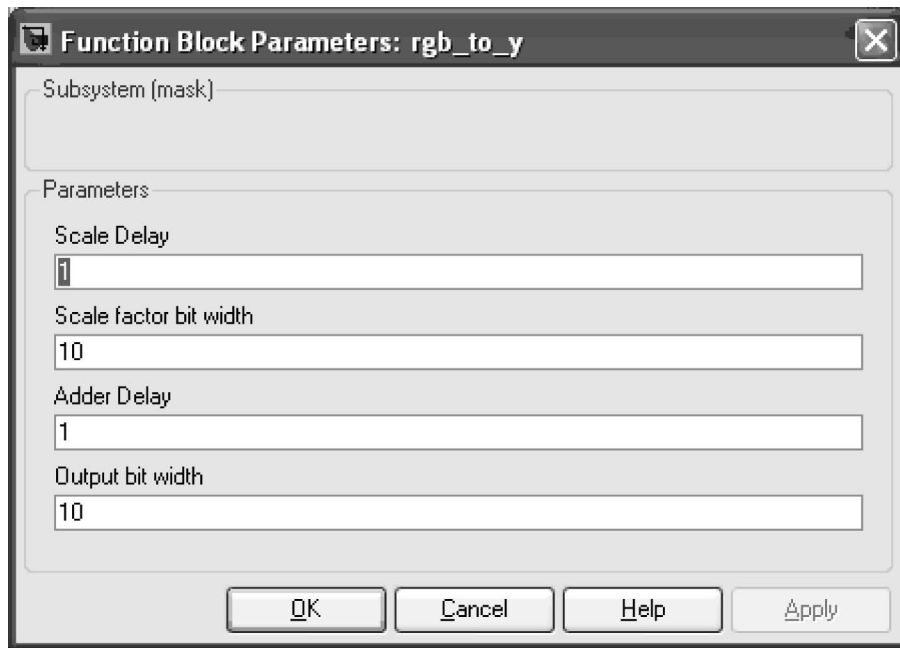 Function Block Parameters: rgb_to_y
Subsystem (mask)
Parameters
Scale Delay
1
Scale factor bit width
10
Adder Delay
1
Output bit width
10
OK Cancel Help Apply